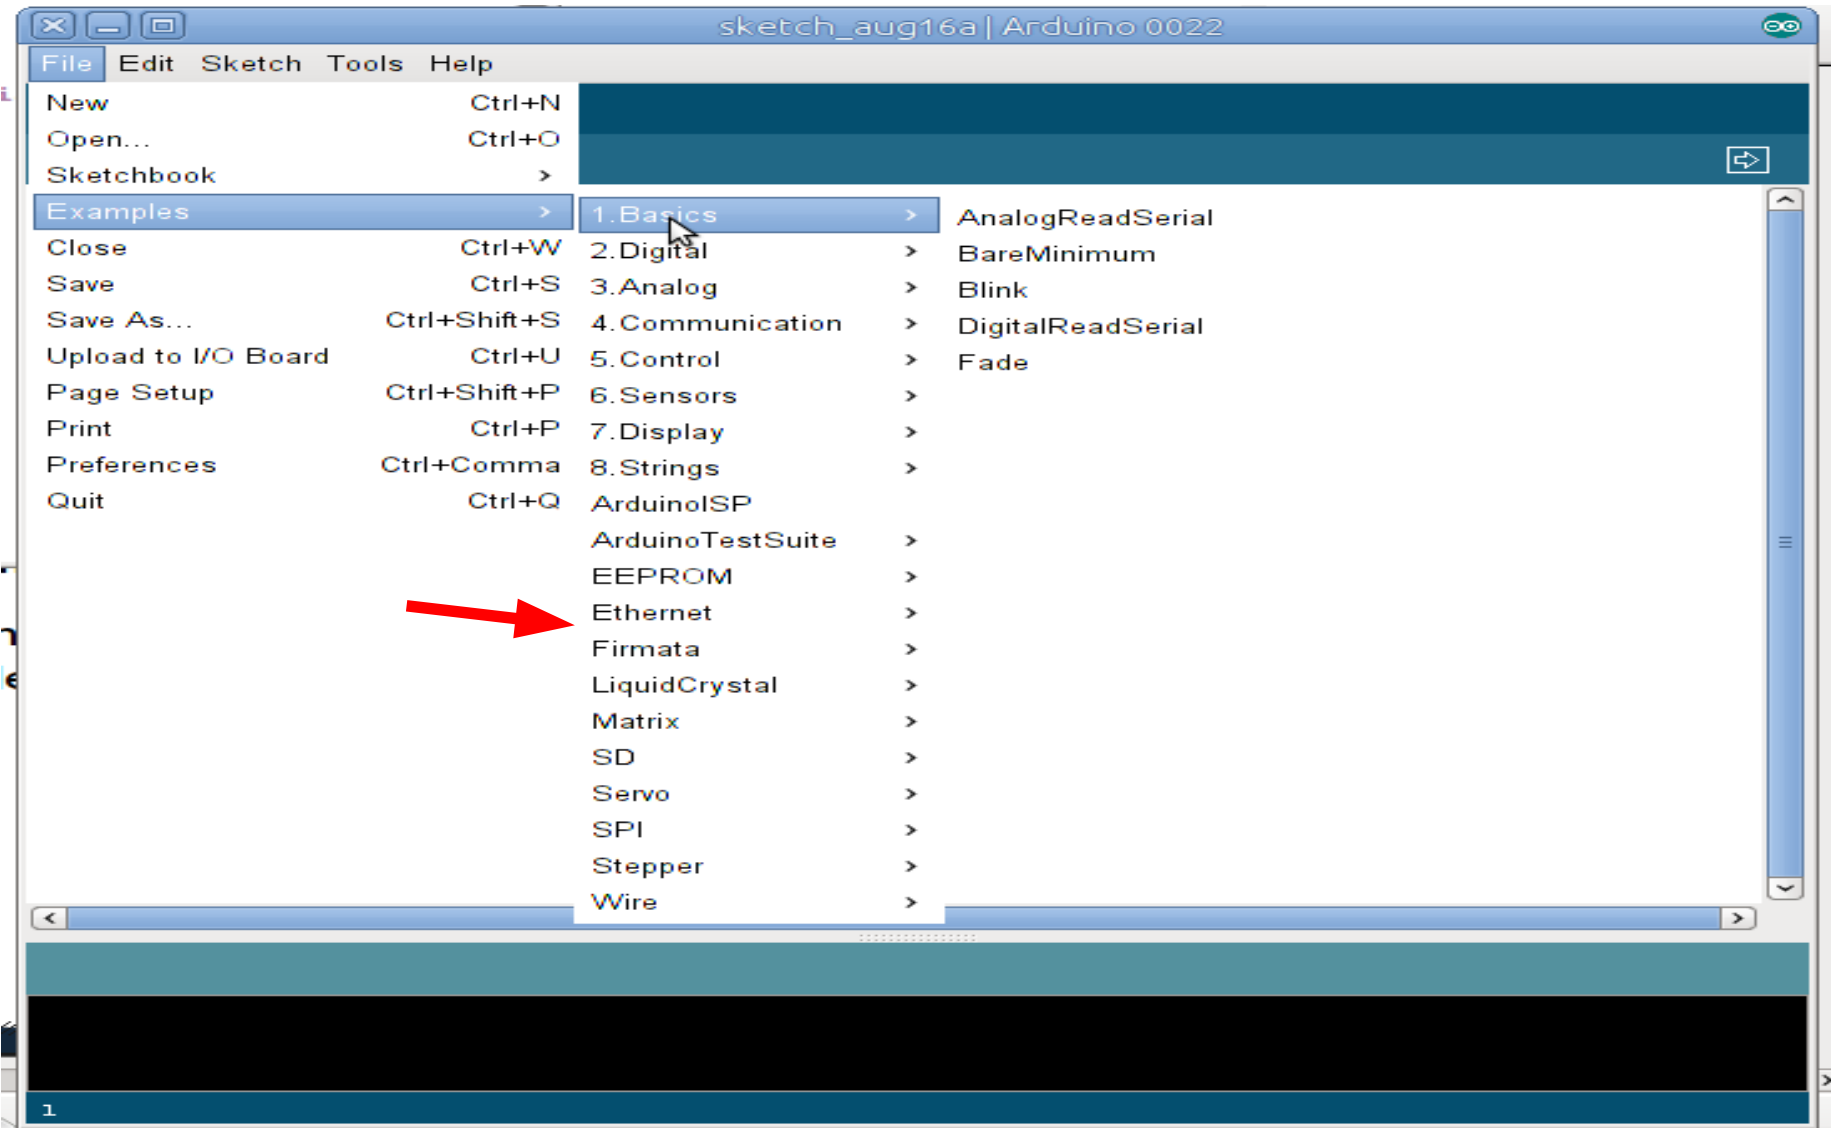 sketch_aug16a | Arduino 0022
File Edit Sketch Tools Help
New Ctrl+N
Open... Ctrl+O
Sketchbook
Examples
Close Ctrl+W
Save Ctrl+S
Save As... Ctrl+Shift+S
Upload to I/O Board Ctrl+U
Page Setup Ctrl+Shift+P
Print Ctrl+P
Preferences Ctrl+Comma
Quit Ctrl+Q
1.Basics
2.Digital
3.Analog
4.Communication
5.Control
6.Sensors
7.Display
8.Strings
ArduinoISP
ArduinoTestSuite
EEPROM
Ethernet
Firmata
LiquidCrystal
Matrix
SD
Servo
SPI
Stepper
Wire
AnalogReadSerial
BareMinimum
Blink
DigitalReadSerial
Fade
1